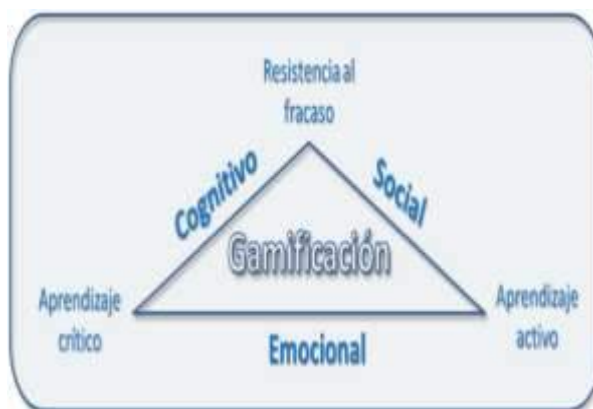 Resistencia al
fracaso
Cognitivo
Social
Gamificación
Aprendizaje
crítico
Aprendizaje
activo
Emocional